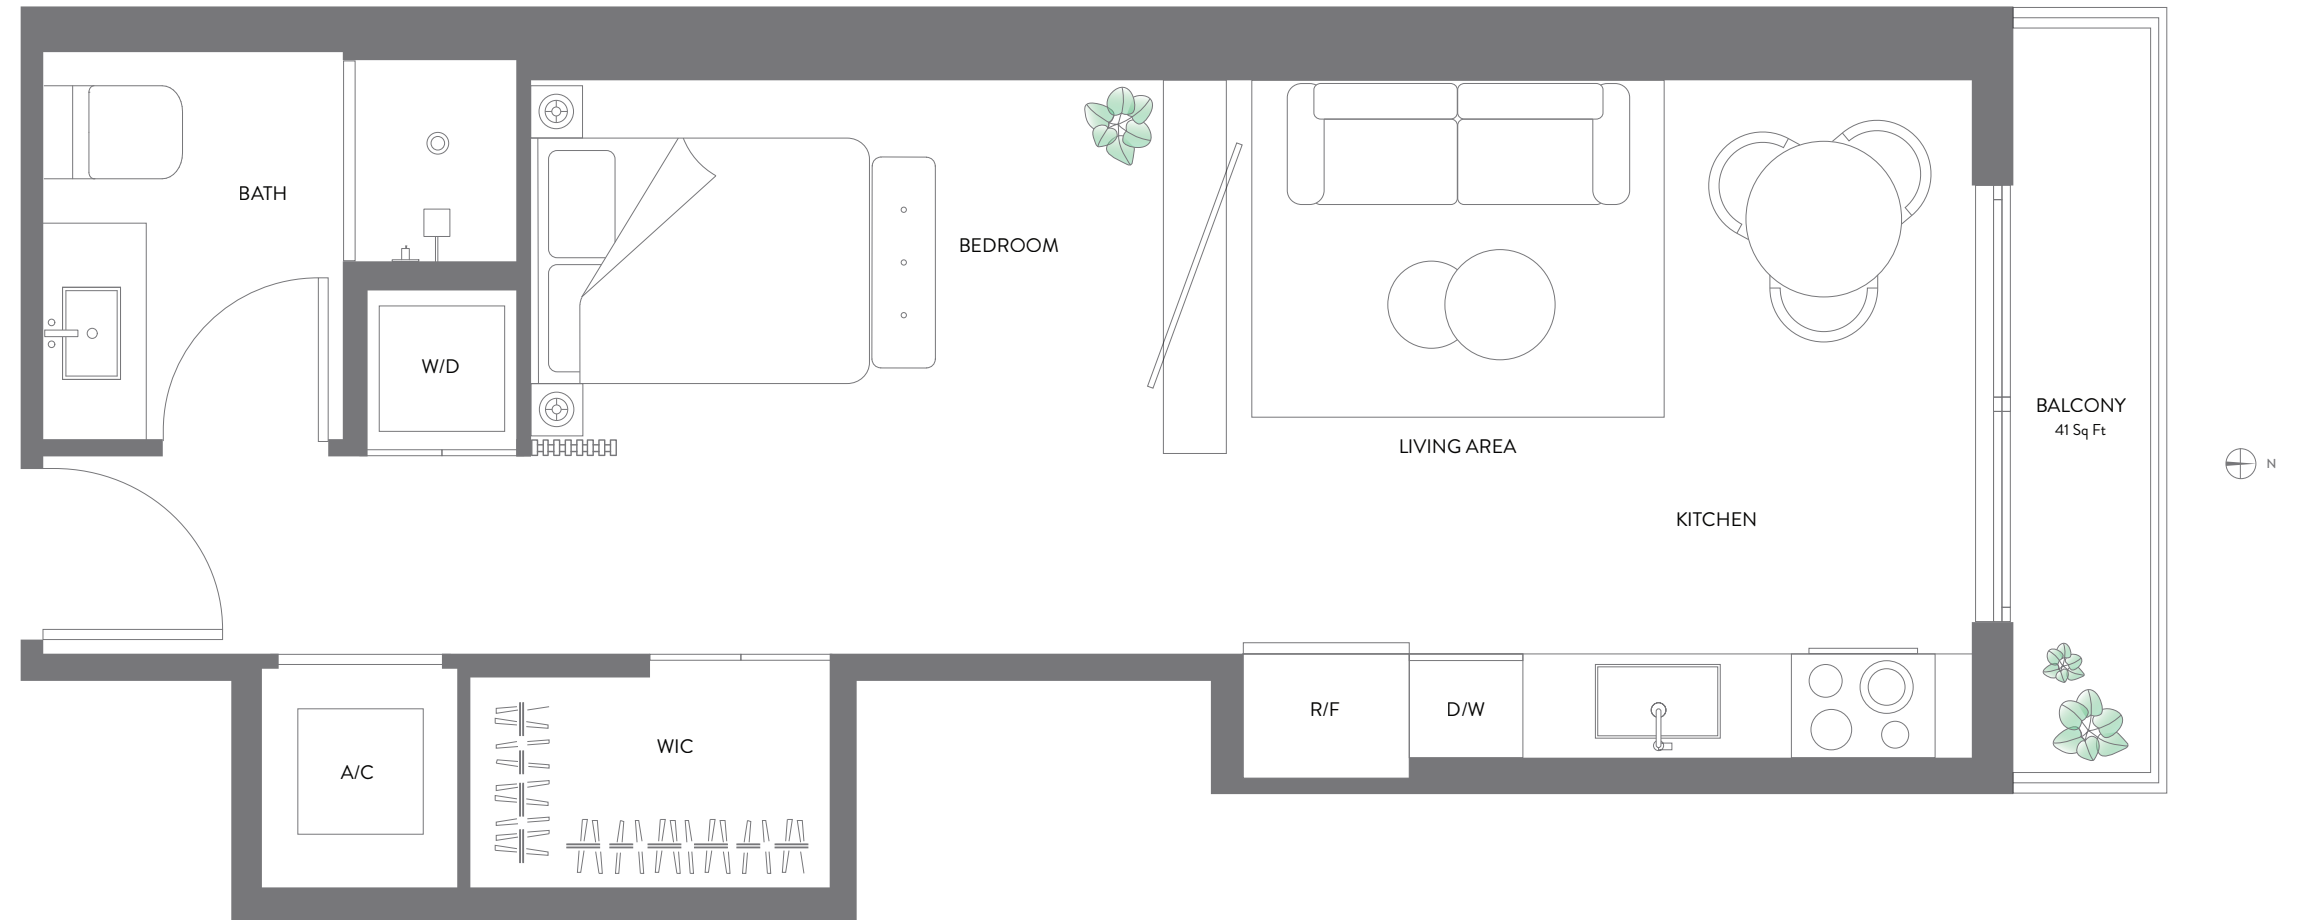 BATH
BEDROOM
W/D
BALCONY
41 Sq Ft
LIVING AREA
N
KITCHEN
R/F
D/W
WIC
A/C